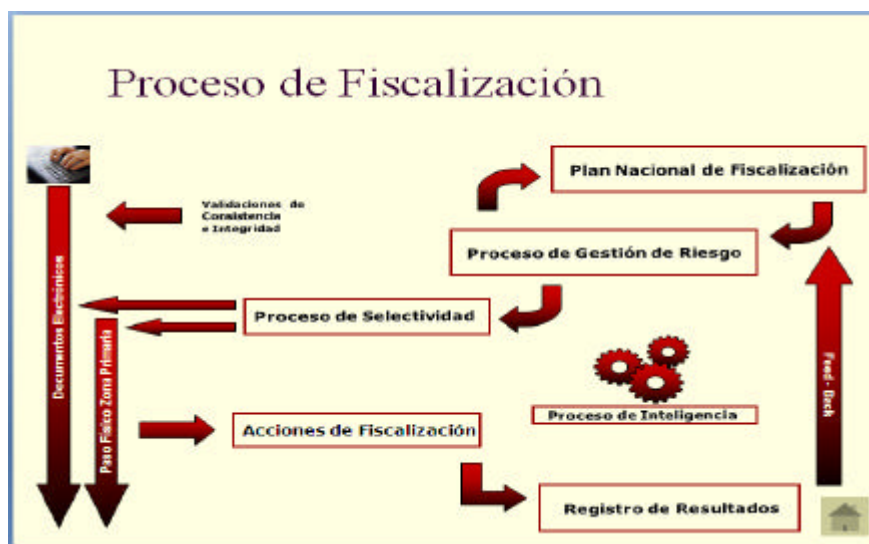 Proceso de Fiscalización
Plan Nacional de Fiscalización
Validaciones de
Consistencia
e Integridad
Proceso de Gestión de Riesgo
Documentos Electrónicos
Proceso de Selectividad
Paso Físico Zona Primaria
Feed - Back
Proceso de Inteligencia
Acciones de Fiscalización
Registro de Resultados